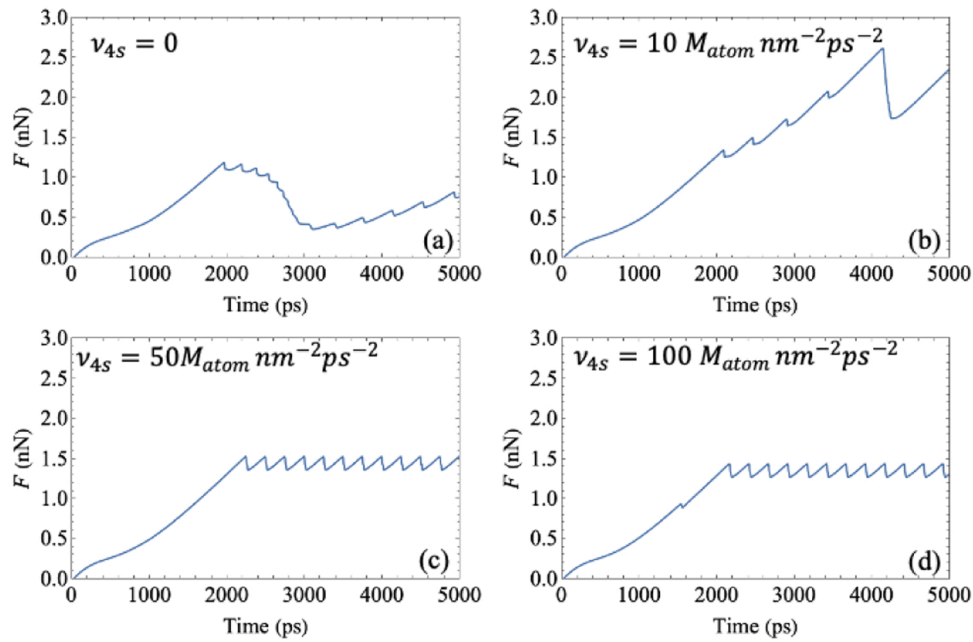 ν₄ₛ = 0
ν₄ₛ = 10 Mₐₜₒₘ nm⁻²ps⁻²
3.0 3.0
2.5 2.5
2.0 2.0
F (nN) F (nN)
1.5 1.5
1.0 1.0
0.5 0.5
0.0 0.0
(a) (b)
0 1000 2000 3000 4000 5000 0 1000 2000 3000 4000 5000
Time (ps) Time (ps)
ν₄ₛ = 50Mₐₜₒₘ nm⁻²ps⁻²
ν₄ₛ = 100 Mₐₜₒₘ nm⁻²ps⁻²
3.0 3.0
2.5 2.5
2.0 2.0
F (nN) F (nN)
1.5 1.5
1.0 1.0
0.5 0.5
0.0 0.0
(c) (d)
0 1000 2000 3000 4000 5000 0 1000 2000 3000 4000 5000
Time (ps) Time (ps)